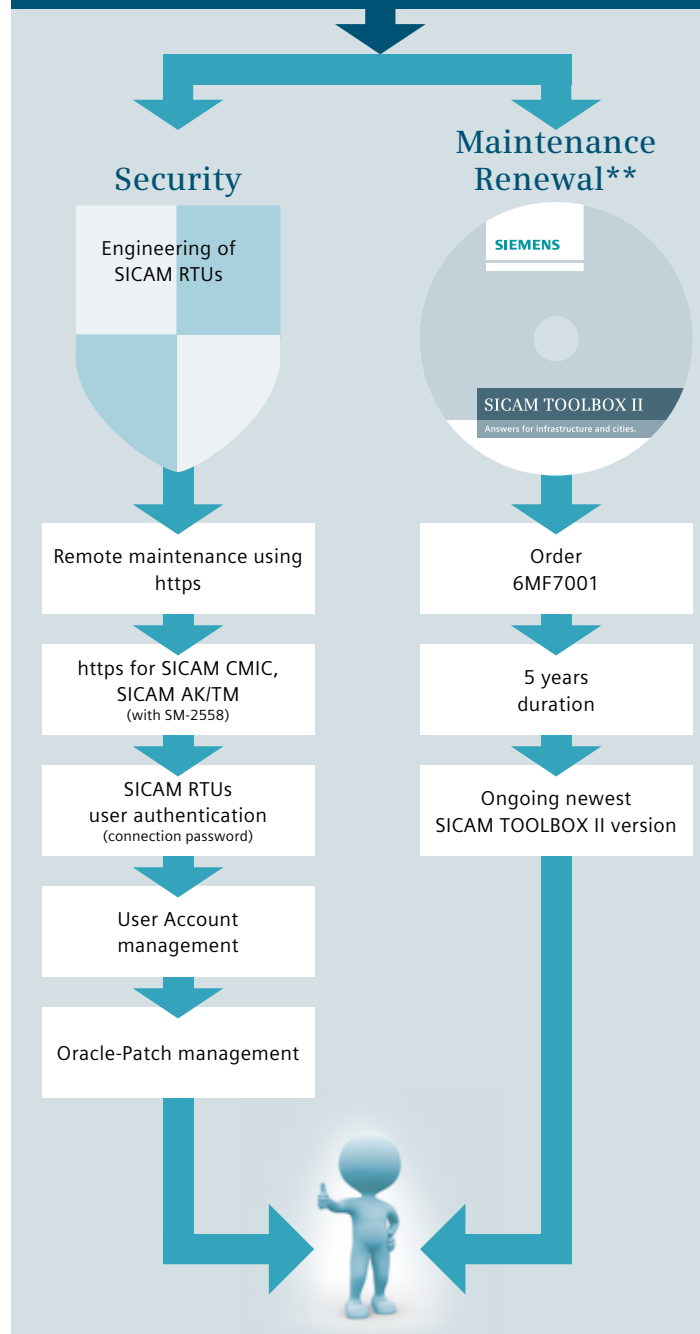 Security
Engineering of
SICAM RTUs
Remote maintenance using
https
https for SICAM CMIC,
SICAM AK/TM
(with SM-2558)
SICAM RTUs
user authentication
(connection password)
User Account
management
Oracle-Patch management
Maintenance
Renewal**
SIEMENS
SICAM TOOLBOX II
Answers for infrastructure and cities.
Order
6MF7001
5 years
duration
Ongoing newest
SICAM TOOLBOX II version